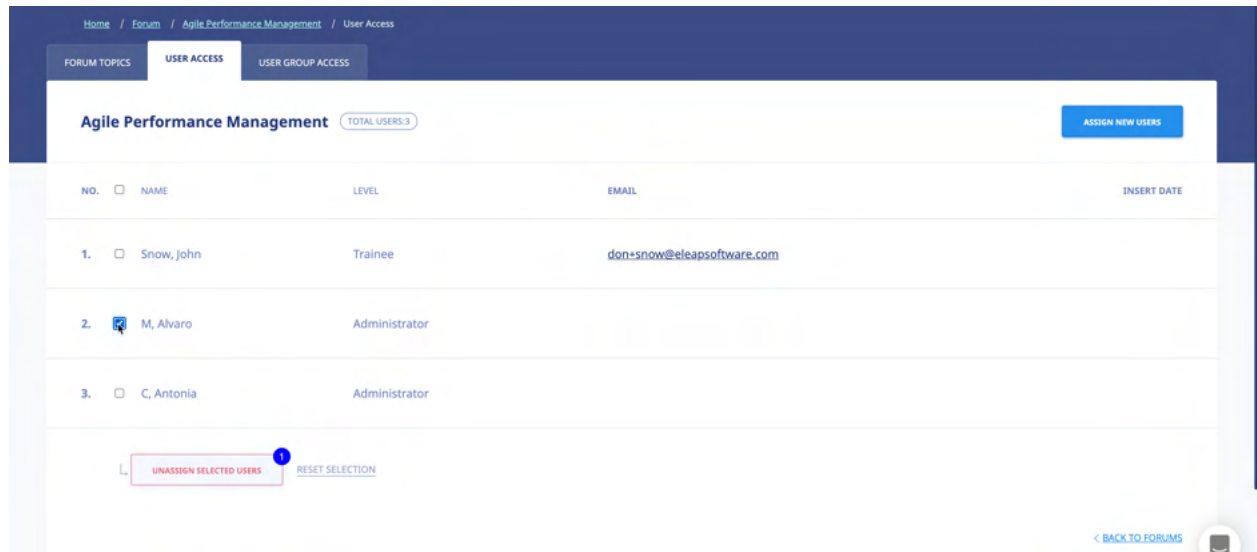 Home / Forum / Agile Performance Management / User Access
FORUM TOPICS USER ACCESS USER GROUP ACCESS
Agile Performance Management TOTAL USERS:3 ASSIGN NEW USERS
NO. NAME LEVEL EMAIL INSERT DATE
1. Snow, John Trainee don+snow@eleapsoftware.com
2. M, Alvaro Administrator
3. C, Antonia Administrator
UNASSIGN SELECTED USERS 1 RESET SELECTION
< BACK TO FORUMS